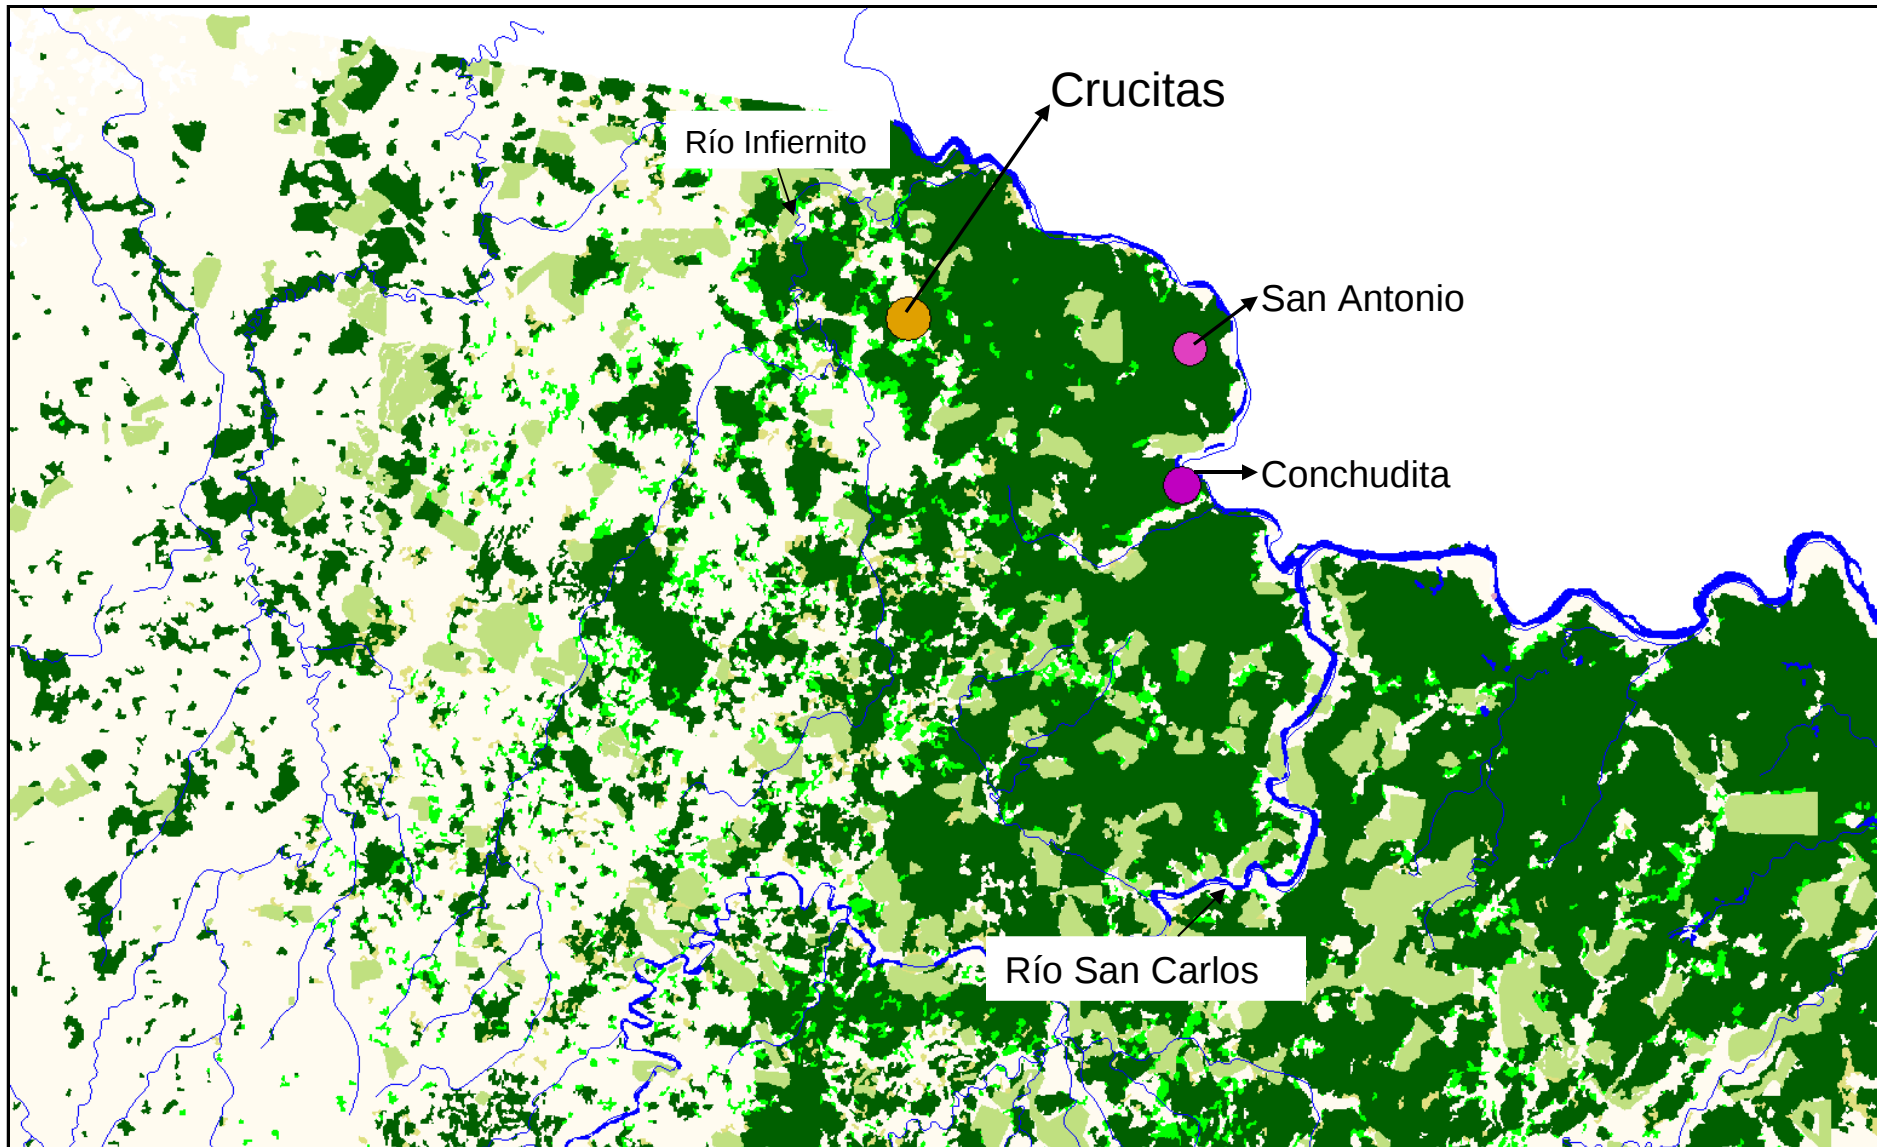 Crucitas
Río Infiernito
San Antonio
Conchudita
Río San Carlos